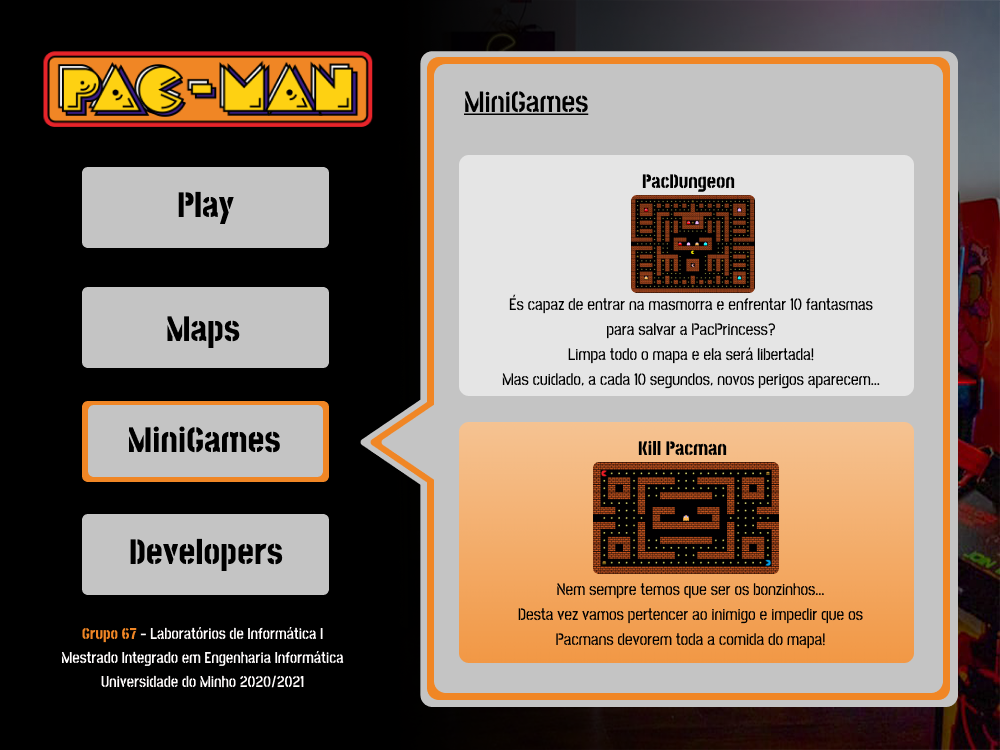 PAC-MAN
Play
Maps
MiniGames
Developers
Grupo 67 - Laboratórios de Informática I
Mestrado Integrado em Engenharia Informática
Universidade do Minho 2020/2021
MiniGames
PacDungeon
És capaz de entrar na masmorra e enfrentar 10 fantasmas
para salvar a PacPrincess?
Limpa todo o mapa e ela será libertada!
Mas cuidado, a cada 10 segundos, novos perigos aparecem...
Kill Pacman
Nem sempre temos que ser os bonzinhos...
Desta vez vamos pertencer ao inimigo e impedir que os
Pacmans devorem toda a comida do mapa!